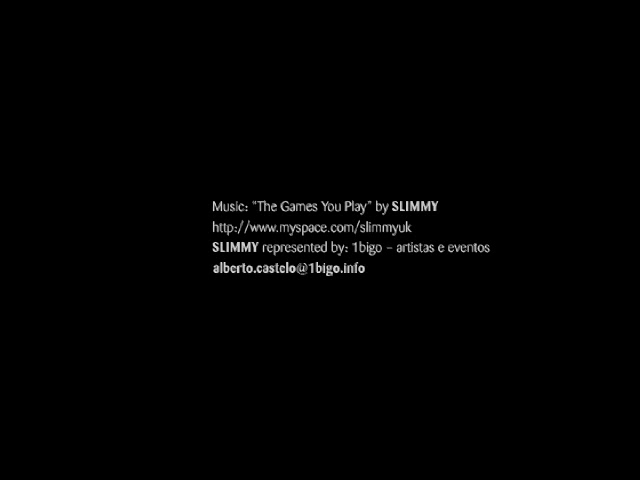 Music: "The Games You Play" by SLIMMY
http://www.myspace.com/slimmyuk
SLIMMY represented by: 1bigo – artistas e eventos
alberto.castelo@1bigo.info